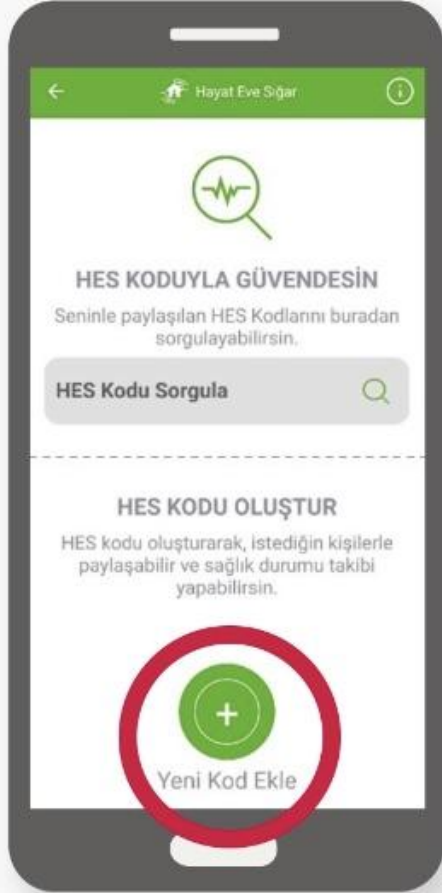 Hayat Eve Sığar
HES KODUYLA GÜVENDESİN
Seninle paylaşılan HES Kodlarını buradan
sorgulayabilirsin.
HES Kodu Sorgula
HES KODU OLUŞTUR
HES kodu oluşturarak, istediğin kişilerle
paylaşabilir ve sağlık durumu takibi
yapabilirsin.
Yeni Kod Ekle